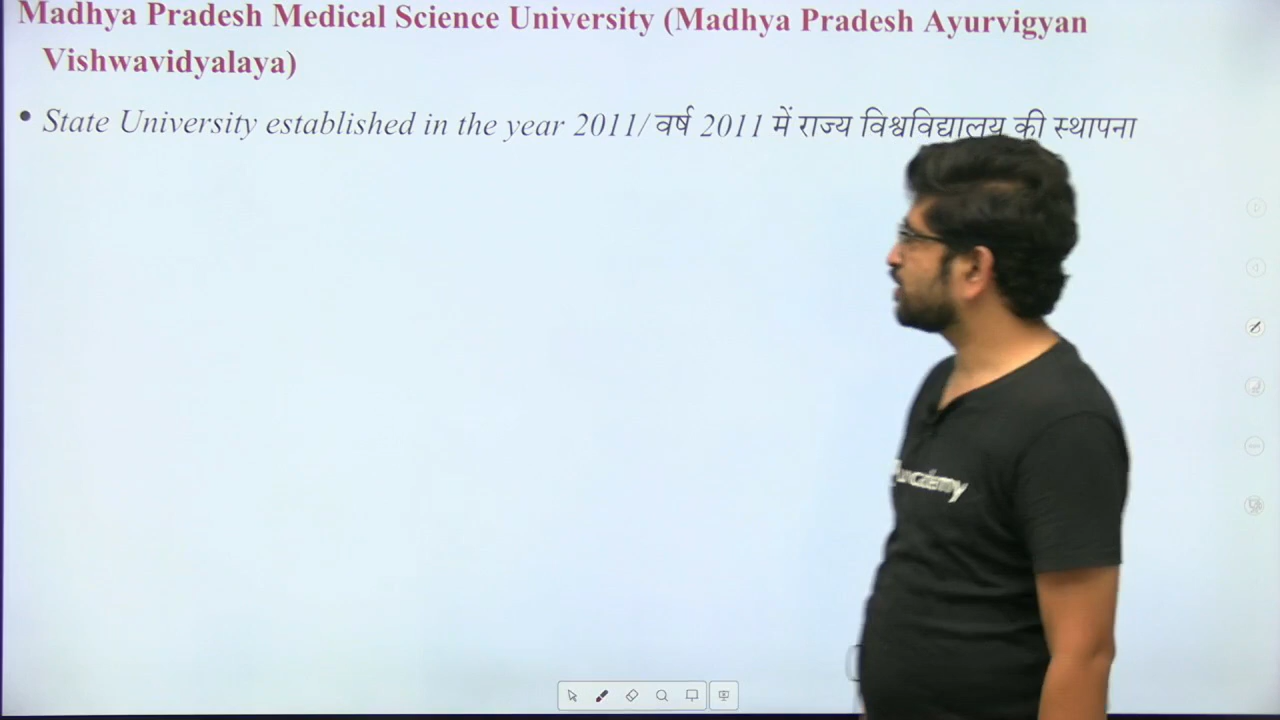 Madhya Pradesh Medical Science University (Madhya Pradesh Ayurvigyan
Vishwavidyalaya)
• State University established in the year 2011/ वर्ष 2011 में राज्य विश्वविद्यालय की स्थापना
unacademy